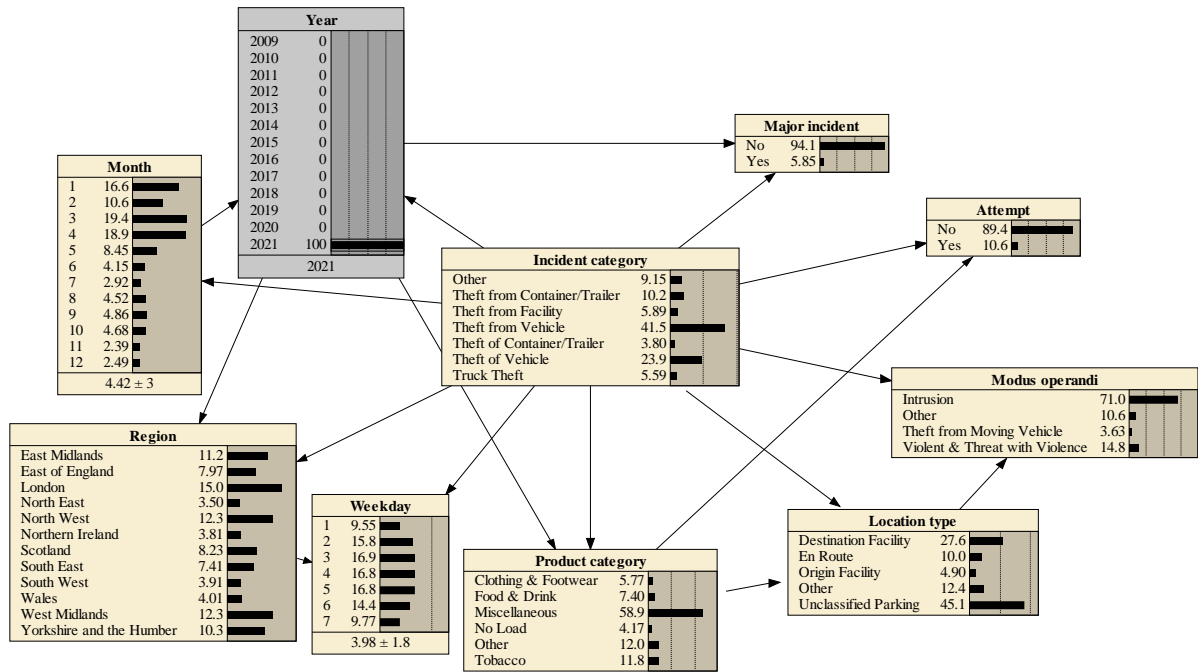 Year
2009 0
2010 0
2011 0
2012 0
2013 0
2014 0
2015 0
2016 0
2017 0
2018 0
2019 0
2020 0
2021 100
2021
Major incident
No 94.1
Yes 5.85
Month
1 16.6
2 10.6
3 19.4
4 18.9
5 8.45
6 4.15
7 2.92
8 4.52
9 4.86
10 4.68
11 2.39
12 2.49
4.42 ± 3
Attempt
No 89.4
Yes 10.6
Incident category
Other 9.15
Theft from Container/Trailer 10.2
Theft from Facility 5.89
Theft from Vehicle 41.5
Theft of Container/Trailer 3.80
Theft of Vehicle 23.9
Truck Theft 5.59
Modus operandi
Intrusion 71.0
Other 10.6
Theft from Moving Vehicle 3.63
Violent & Threat with Violence 14.8
Region
East Midlands 11.2
East of England 7.97
London 15.0
North East 3.50
North West 12.3
Northern Ireland 3.81
Scotland 8.23
South East 7.41
South West 3.91
Wales 4.01
West Midlands 12.3
Yorkshire and the Humber 10.3
Weekday
1 9.55
2 15.8
3 16.9
4 16.8
5 16.8
6 14.4
7 9.77
3.98 ± 1.8
Product category
Clothing & Footwear 5.77
Food & Drink 7.40
Miscellaneous 58.9
No Load 4.17
Other 12.0
Tobacco 11.8
Location type
Destination Facility 27.6
En Route 10.0
Origin Facility 4.90
Other 12.4
Unclassified Parking 45.1